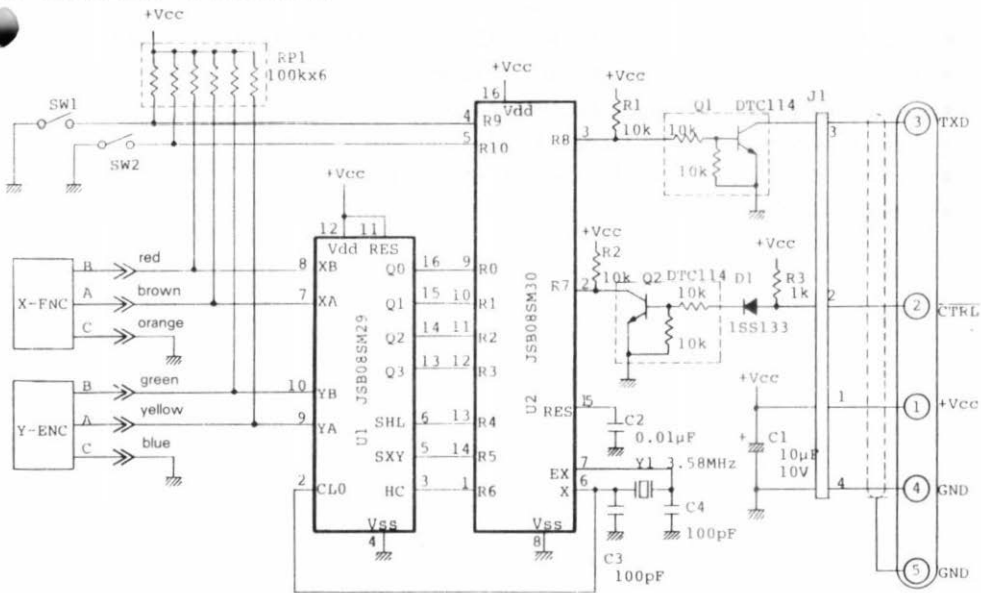 +Vcc
RP1
100kx6
SW1
SW2
+Vcc
12 11
Vdd RES
X-FNC
B red 8 XB
A brown 7 XA
C orange
Y-ENC
B green 10 YB
A yellow 9 YA
C blue
2 CLO
Q0 16
Q1 15
Q2 14
Q3 13
SHL 6
SXY 5
HC 3
Vss
4
U1 JSB08SM29
+Vcc
16
Vdd
4 R9
5 R10
9 R0
10 R1
11 R2
12 R3
13 R4
14 R5
1 R6
R8 3
R7 2
RES 15
EX 7
X 6
Vss
8
U2 JSB08SM30
+Vcc
R1
10k
Q1 DTC114
10k
10k
+Vcc
R2
10k
Q2 DTC114
10k
10k
D1
1SS133
+Vcc
R3
1k
C2
0.01µF
Y1 3.58MHz
C4
100pF
C3
100pF
+Vcc
+ C1
10µF
10V
J1
3
2
1
4
3 TXD
2 CTRL
1 +Vcc
4 GND
5 GND